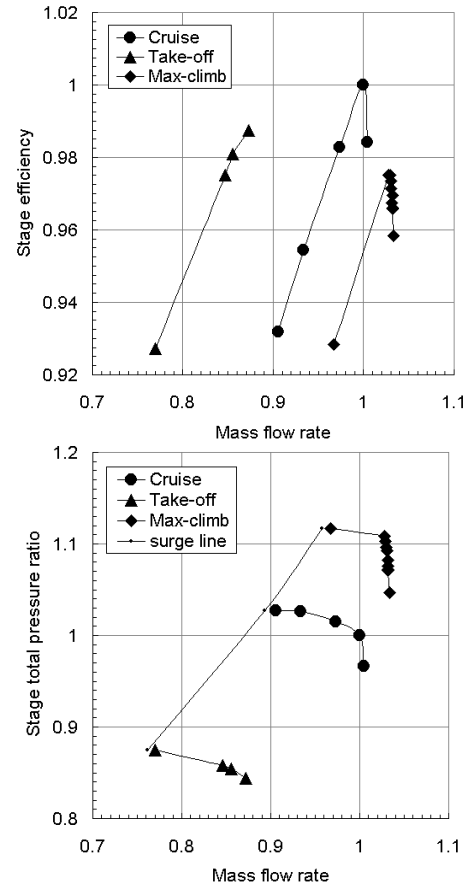 1.02
1
0.98
0.96
0.94
0.92
Stage efficiency
Cruise
Take-off
Max-climb
0.7 0.8 0.9 1 1.1
Mass flow rate
1.2
1.1
1
0.9
0.8
Stage total pressure ratio
Cruise
Take-off
Max-climb
surge line
0.7 0.8 0.9 1 1.1
Mass flow rate